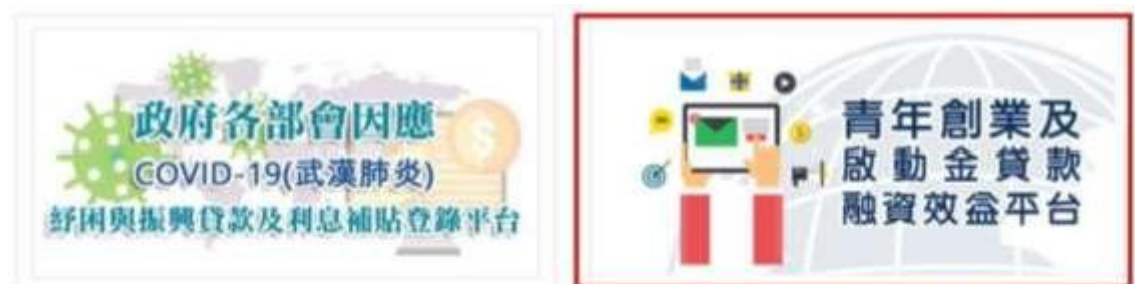 政府各部會因應
COVID-19(武漢肺炎)
紓困與振興貸款及利息補貼登錄平台
青年創業及
啟動金貸款
融資效益平台